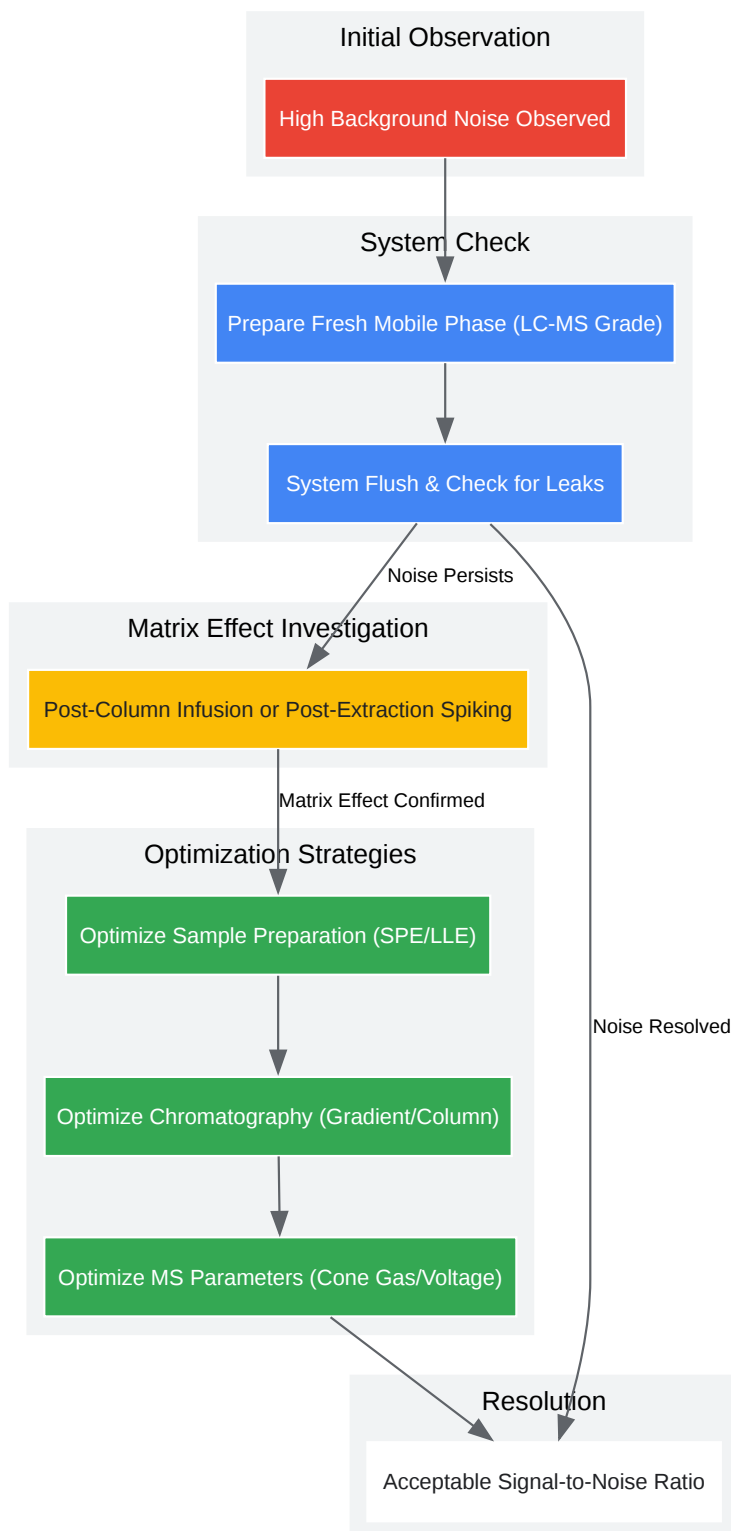 Initial Observation
High Background Noise Observed
System Check
Prepare Fresh Mobile Phase (LC-MS Grade)
System Flush & Check for Leaks
Noise Persists
Matrix Effect Investigation
Post-Column Infusion or Post-Extraction Spiking
Matrix Effect Confirmed
Optimization Strategies
Optimize Sample Preparation (SPE/LLE)
Noise Resolved
Optimize Chromatography (Gradient/Column)
Optimize MS Parameters (Cone Gas/Voltage)
Resolution
Acceptable Signal-to-Noise Ratio